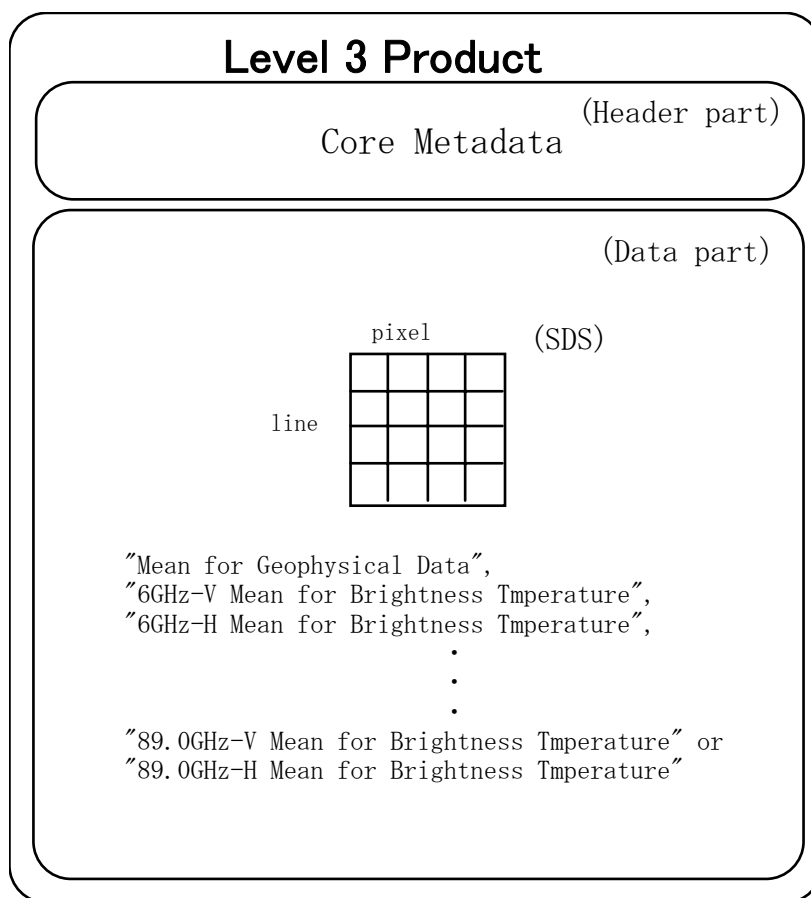 Level 3 Product
(Header part)
Core Metadata
(Data part)
pixel
(SDS)
line
"Mean for Geophysical Data",
"6GHz-V Mean for Brightness Tmperature",
"6GHz-H Mean for Brightness Tmperature",
.
.
.
"89.0GHz-V Mean for Brightness Tmperature" or
"89.0GHz-H Mean for Brightness Tmperature"